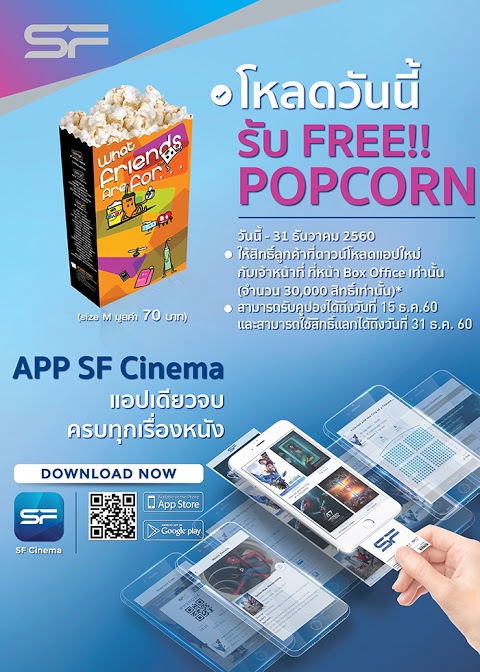 SF
โหลดวันนี้
รับ FREE!!
POPCORN
What
friends
Are for...
(size M มูลค่า 70 บาท)
วันนี้ - 31 ธันวาคม 2560
ให้สิทธิ์ลูกค้าที่ดาวน์โหลดแอปใหม่
กับเจ้าหน้าที่ ที่หน้า Box Office เท่านั้น
(จำนวน 30,000 สิทธิ์เท่านั้น)*
สามารถรับคูปองได้ถึงวันที่ 15 ธ.ค.60
และสามารถใช้สิทธิ์แลกได้ถึงวันที่ 31 ธ.ค. 60
APP SF Cinema
แอปเดียวจบ
ครบทุกเรื่องหนัง
DOWNLOAD NOW
SF
SF Cinema
Available on the iPhone
App Store
Google play
SF